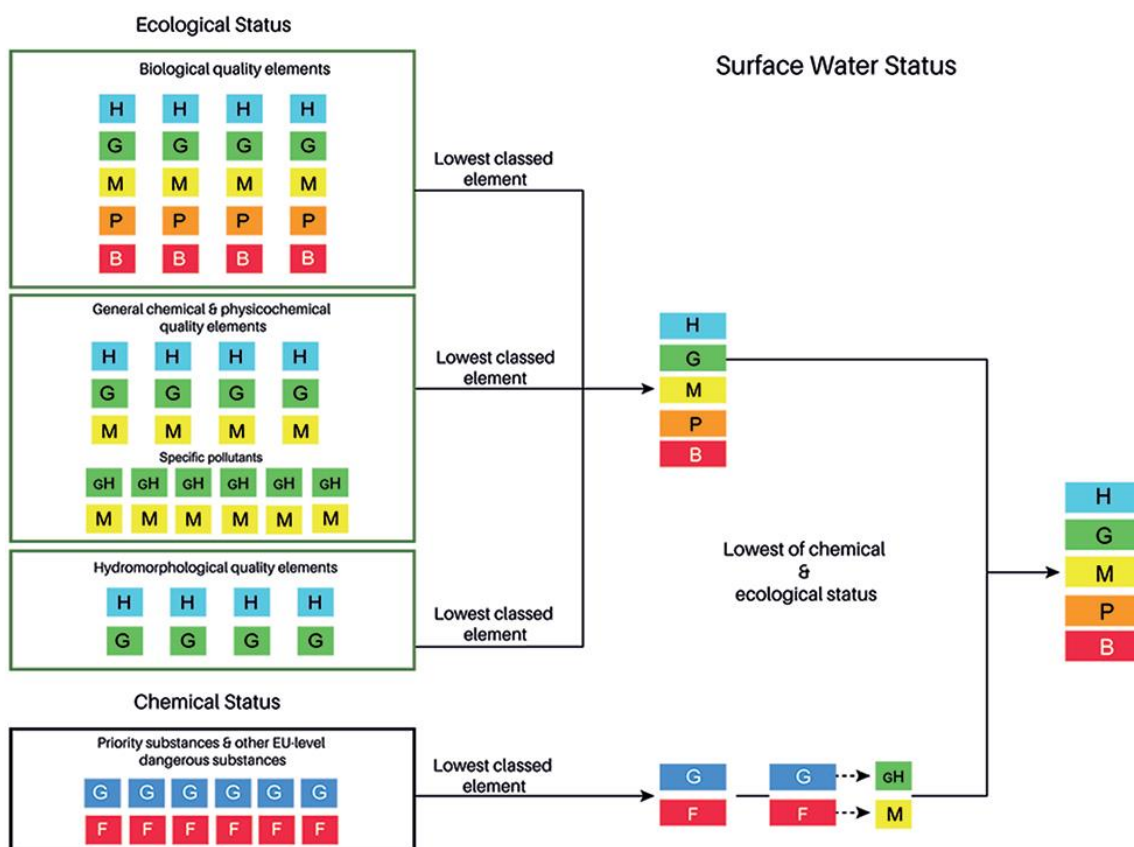 Ecological Status
Surface Water Status
Biological quality elements
H H H H
G G G G
M M M M
P P P P
B B B B
Lowest classed
element
General chemical & physicochemical
quality elements
H H H H
G G G G
M M M M
Specific pollutants
GH GH GH GH GH GH
M M M M M M
Lowest classed
element
Hydromorphological quality elements
H H H H
G G G G
Lowest classed
element
H
G
M
P
B
Lowest of chemical
&
ecological status
H
G
M
P
B
Chemical Status
Priority substances & other EU-level
dangerous substances
G G G G G G
F F F F F F
Lowest classed
element
G G GH
F F M